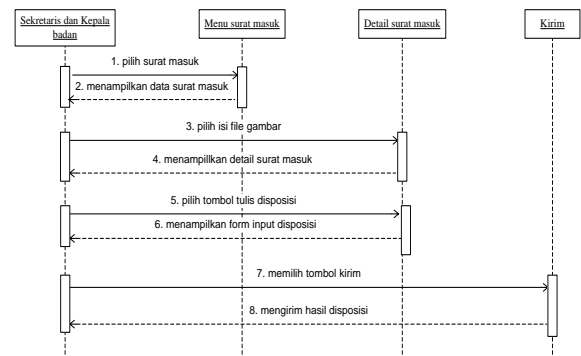 Sekretaris dan Kepala
badan
Menu surat masuk
Detail surat masuk
Kirim
1. pilih surat masuk
2. menampilkan data surat masuk
3. pilih isi file gambar
4. menampillkan detail surat masuk
5. pilih tombol tulis disposisi
6. menampilkan form input disposisi
7. memilih tombol kirim
8. mengirim hasil disposisi